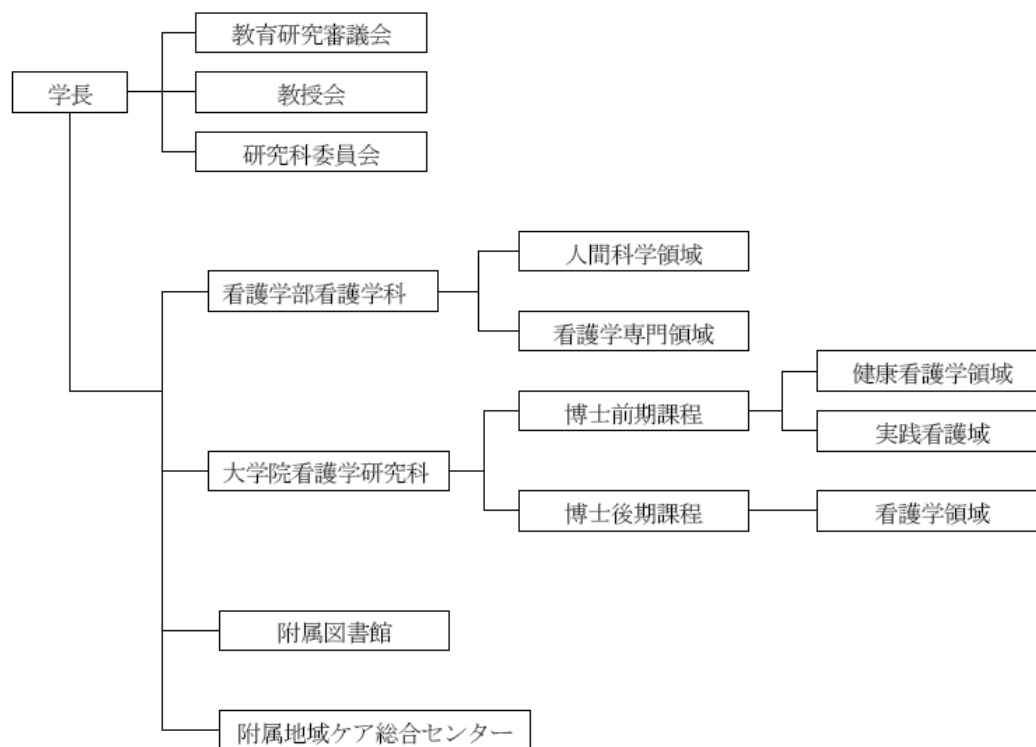 教育研究審議会
学長
教授会
研究科委員会
人間科学領域
看護学部看護学科
看護学専門領域
健康看護学領域
博士前期課程
実践看護域
大学院看護学研究科
博士後期課程
看護学領域
附属図書館
附属地域ケア総合センター